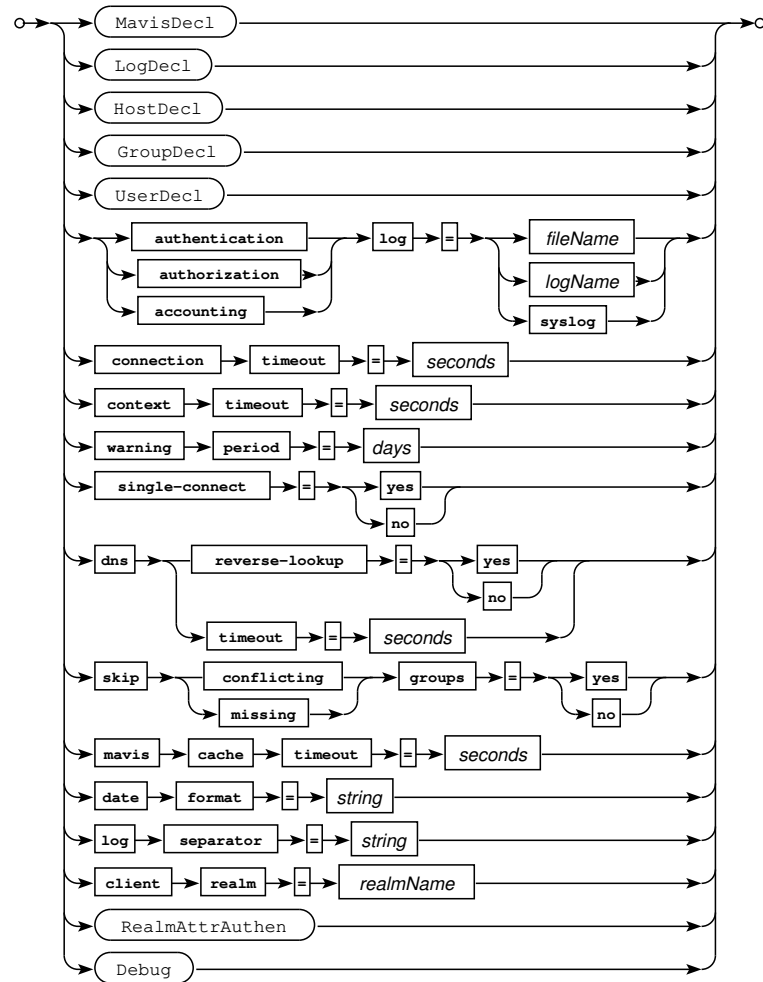 MavisDecl
LogDecl
HostDecl
GroupDecl
UserDecl
authentication log = fileName
authorization logName
accounting syslog
connection timeout = seconds
context timeout = seconds
warning period = days
single-connect = yes
no
dns reverse-lookup = yes
no
timeout = seconds
skip conflicting groups = yes
missing no
mavis cache timeout = seconds
date format = string
log separator = string
client realm = realmName
RealmAttrAuthen
Debug